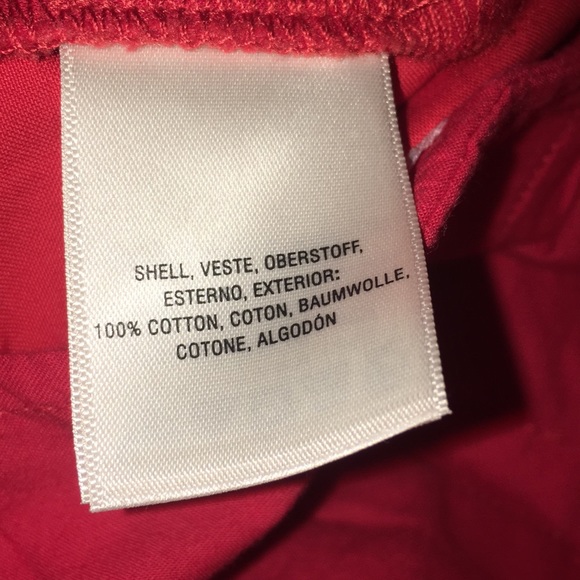 SHELL, VESTE, OBERSTOFF,
ESTERNO, EXTERIOR:
100% COTTON, COTON, BAUMWOLLE,
COTONE, ALGODÓN